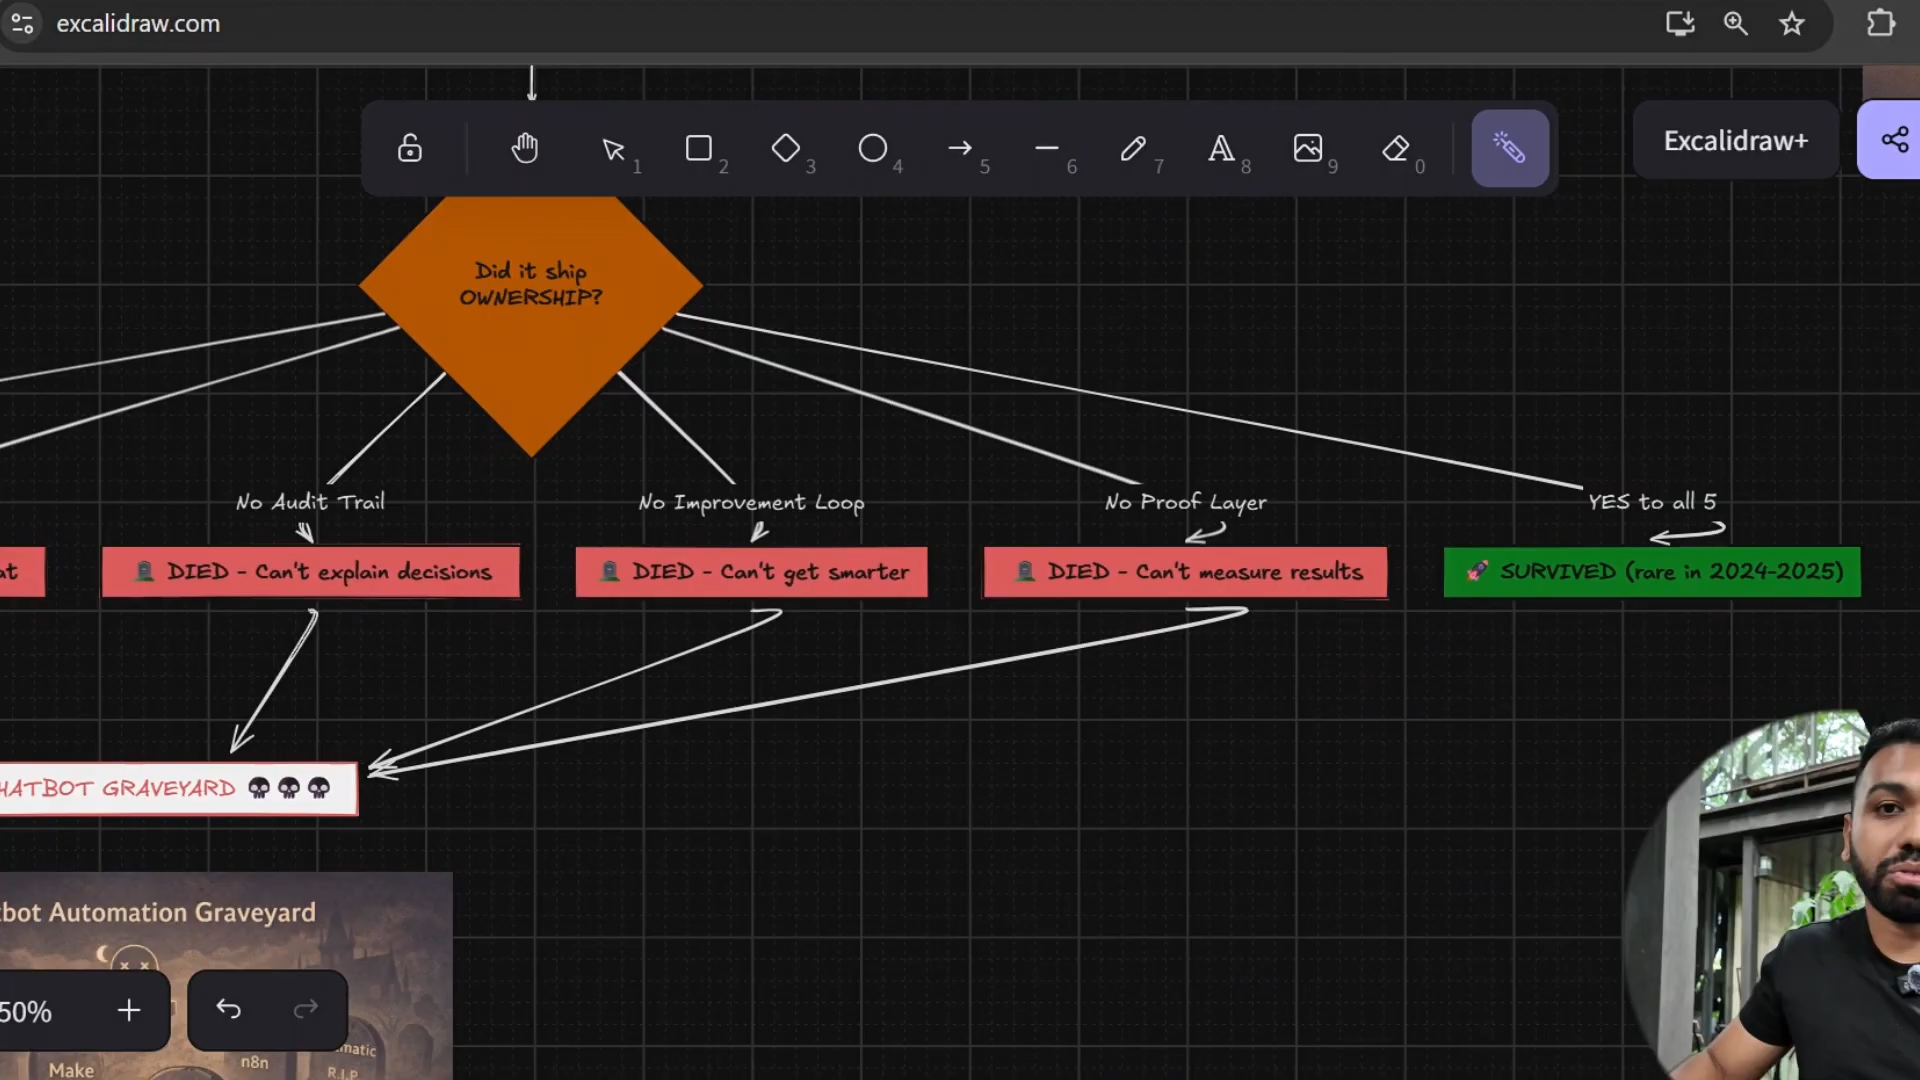 excalidraw.com
1
2
3
4
5
6
7
8
9
0
Excalidraw+
Did it ship
OWNERSHIP?
No Audit Trail
No Improvement Loop
No Proof Layer
YES to all 5
at
DIED - Can't explain decisions
DIED - Can't get smarter
DIED - Can't measure results
SURVIVED (rare in 2024-2025)
HATBOT GRAVEYARD
tbot Automation Graveyard
50%
matic
n8n
Make
R.I.P